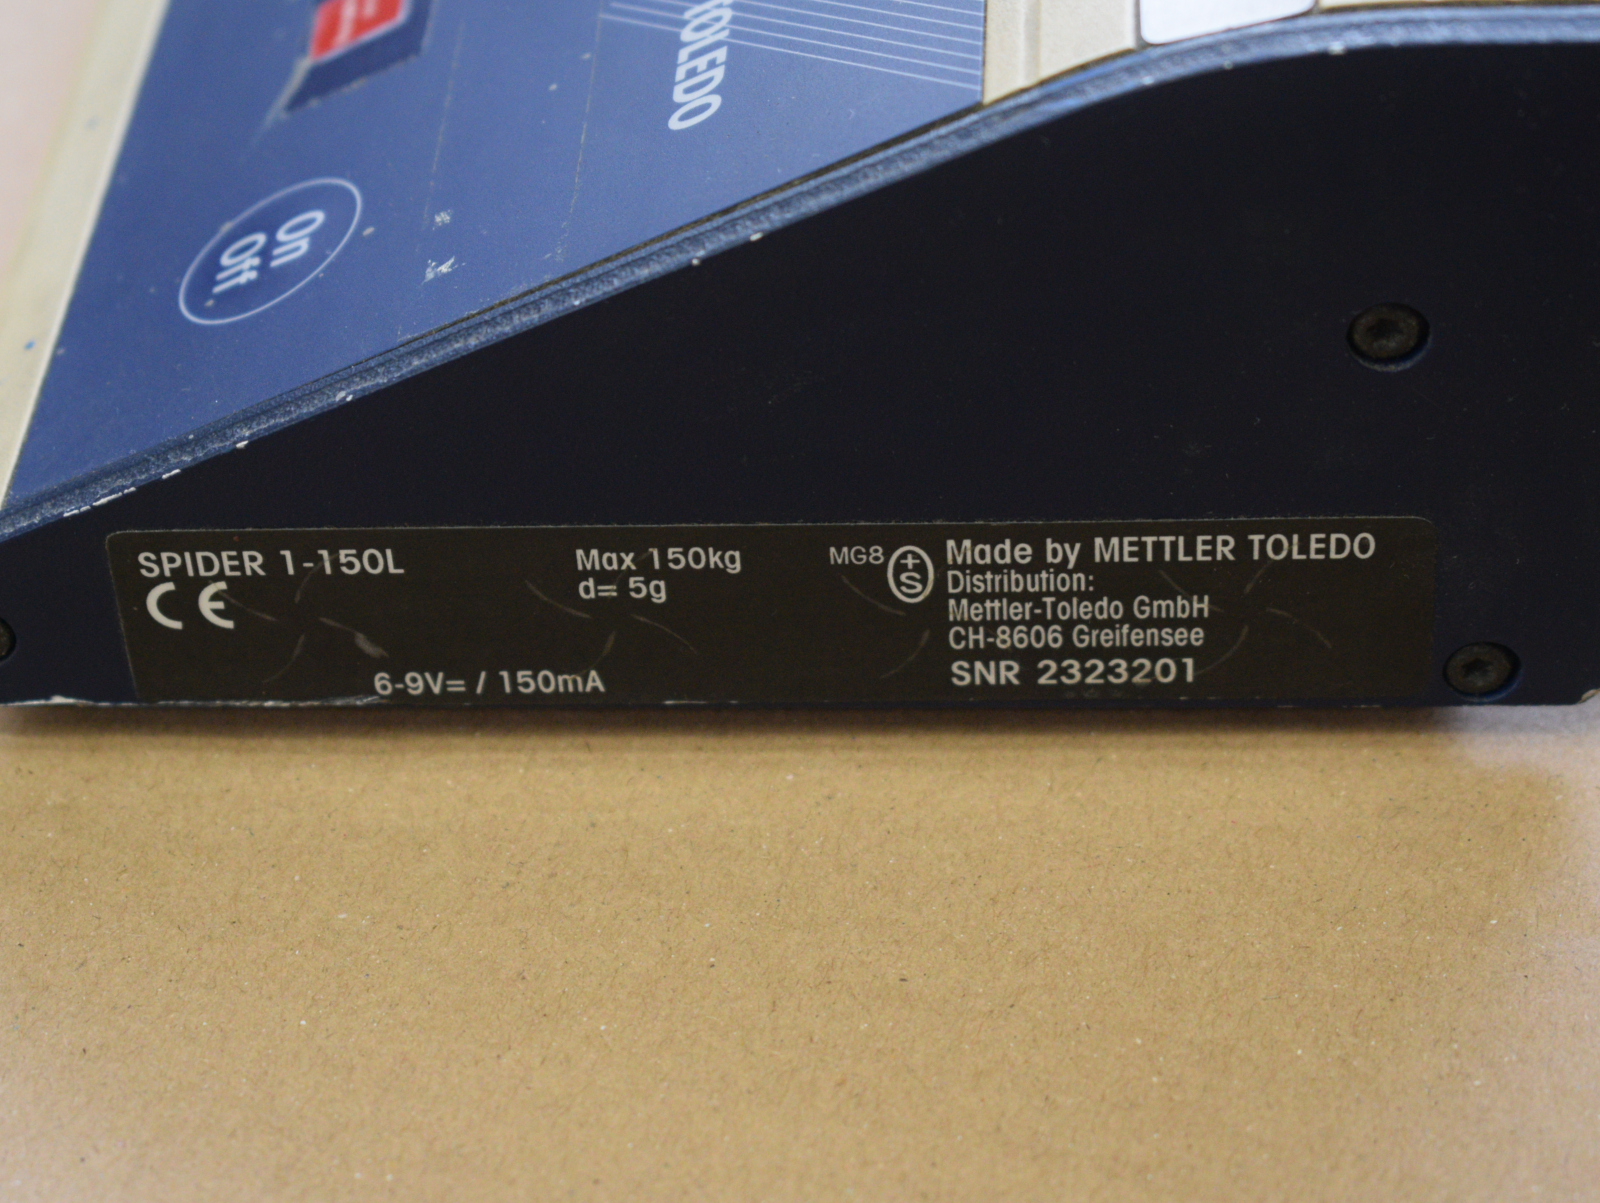 TOLEDO
On
Off
SPIDER 1-150L
CE
Max 150kg
d= 5g
6-9V= / 150mA
MG8
+S
Made by METTLER TOLEDO
Distribution:
Mettler-Toledo GmbH
CH-8606 Greifensee
SNR 2323201